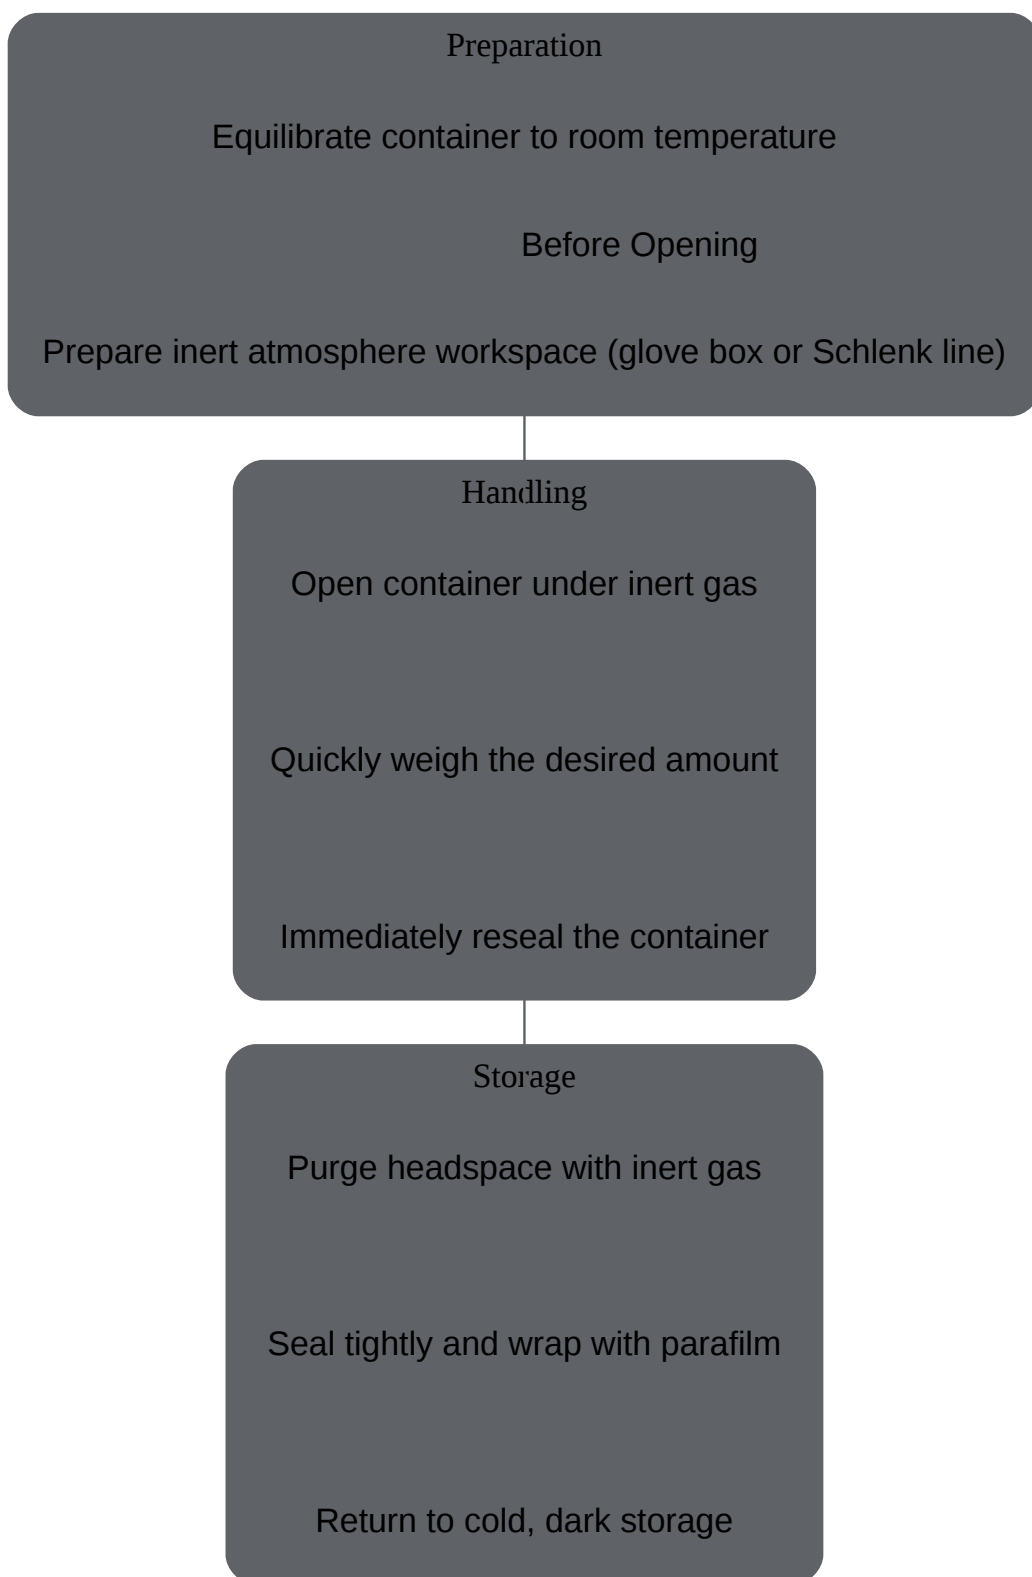 Preparation
Equilibrate container to room temperature
Before Opening
Prepare inert atmosphere workspace (glove box or Schlenk line)
Handling
Open container under inert gas
Quickly weigh the desired amount
Immediately reseal the container
Storage
Purge headspace with inert gas
Seal tightly and wrap with parafilm
Return to cold, dark storage